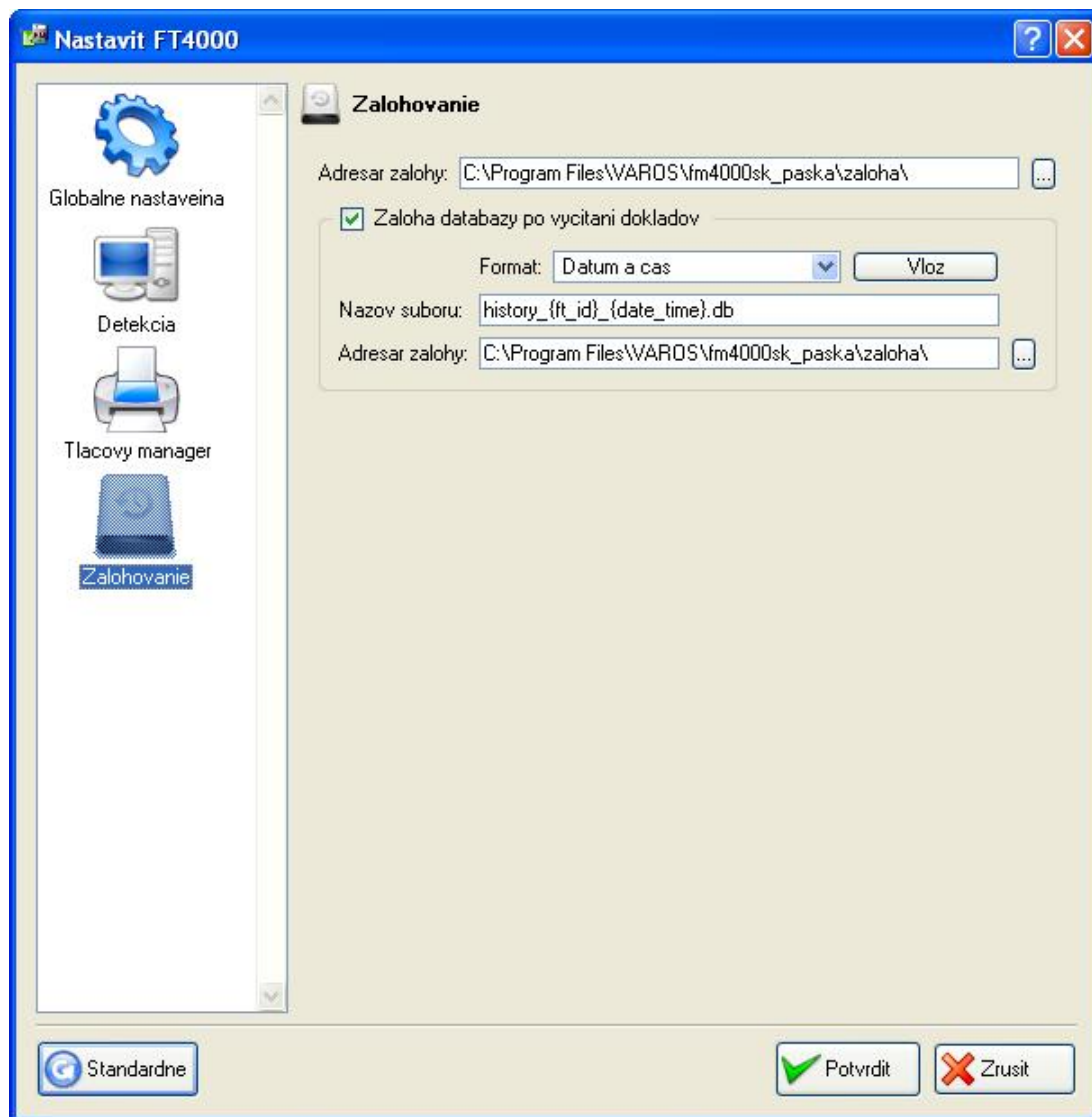 Nastavit FT4000
Globalne nastaveina
Detekcia
Tlacovy manager
Zalohovanie
Zalohovanie
Adresar zalohy: C:\Program Files\VAROS\fm4000sk_paska\zaloha\ ...
Zaloha databazy po vycitani dokladov
Format: Datum a cas Vloz
Nazov suboru: history_{ft_id}_{date_time}.db
Adresar zalohy: C:\Program Files\VAROS\fm4000sk_paska\zaloha\ ...
Standardne Potvrdit Zrusit